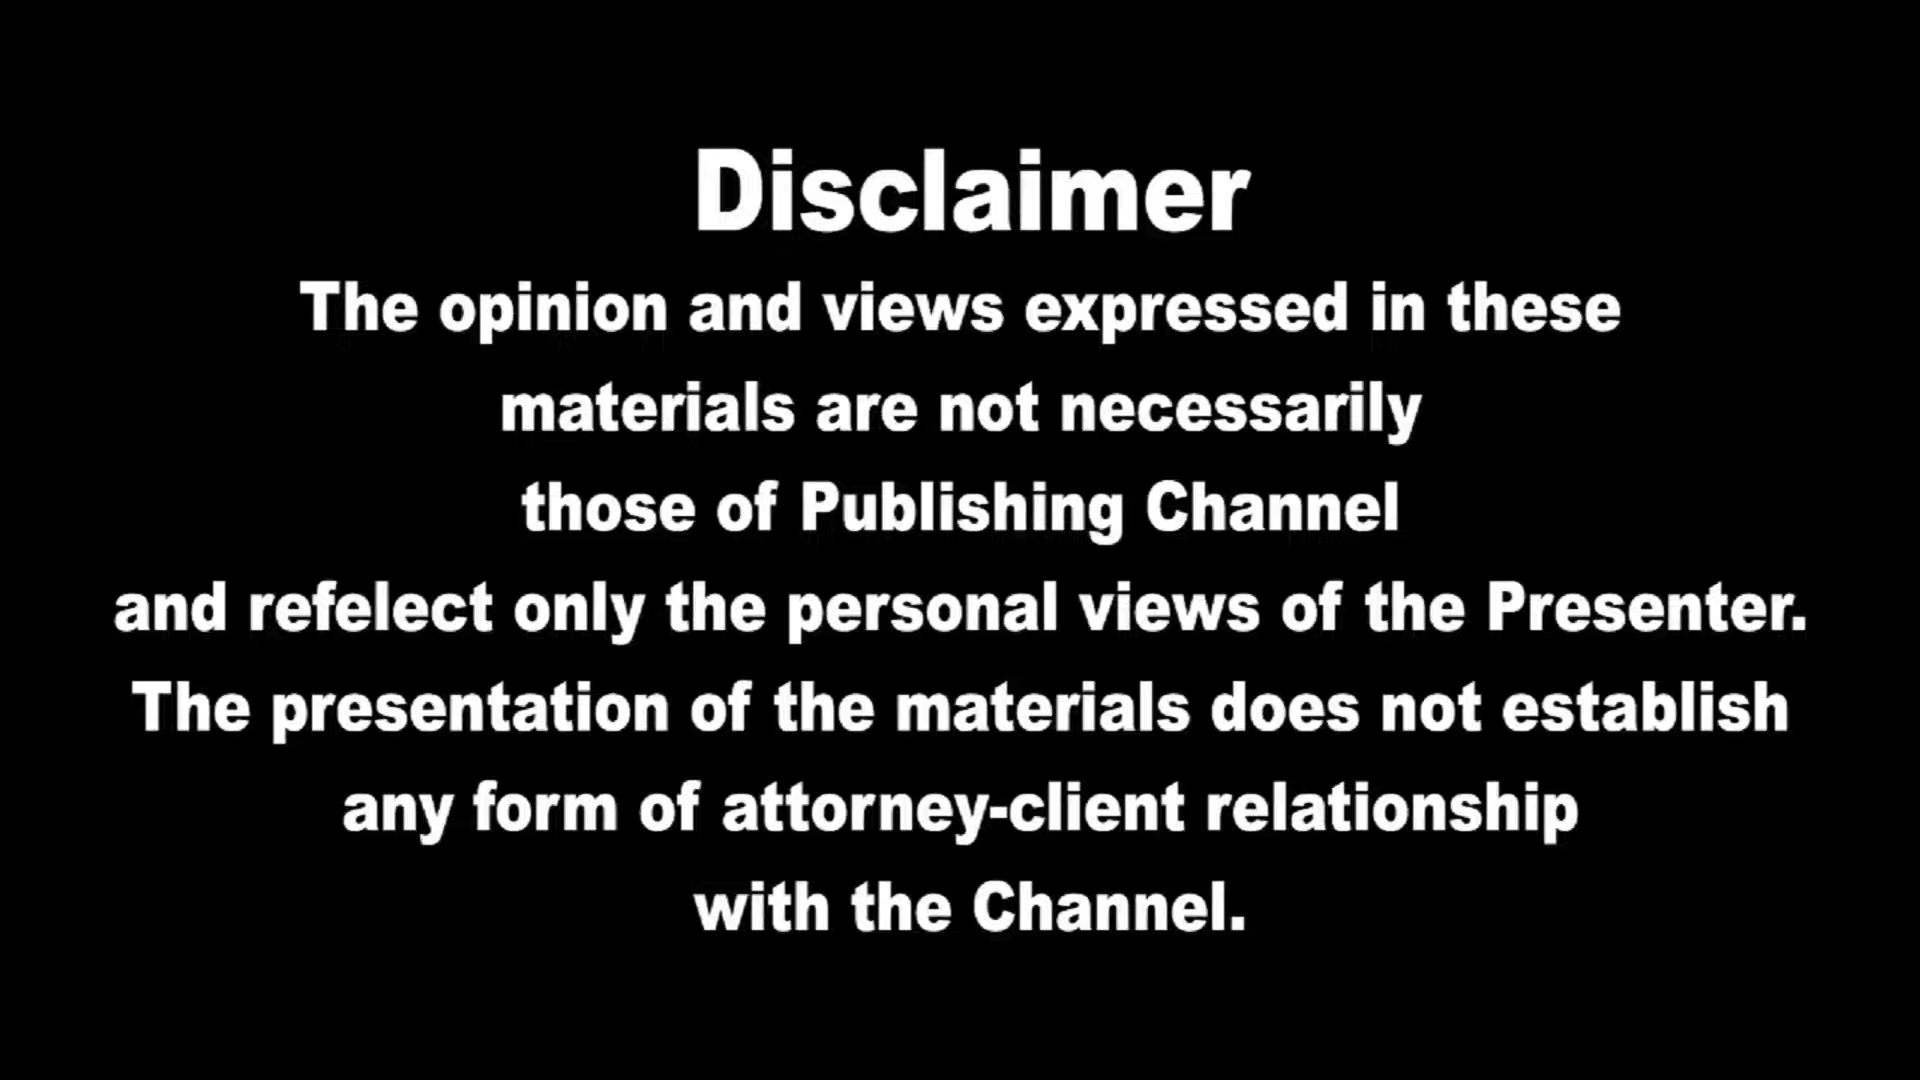 Disclaimer
The opinion and views expressed in these
materials are not necessarily
those of Publishing Channel
and refelect only the personal views of the Presenter.
The presentation of the materials does not establish
any form of attorney-client relationship
with the Channel.